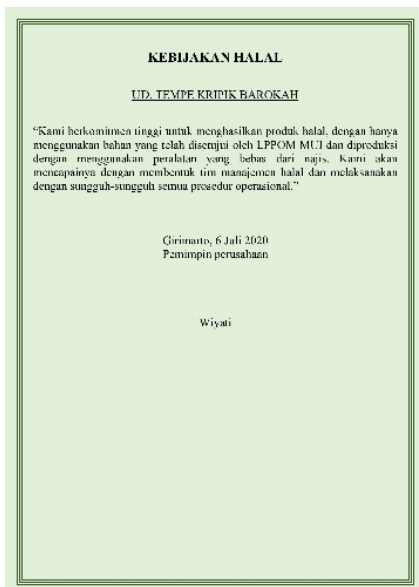 KEBIJAKAN HALAL
UD. TEMPE KRIPIK BAROKAH
“Kami berkomitmen tinggi untuk menghasilkan produk halal, dengan hanya
menggunakan bahan yang telah disetujui oleh LPPOM MUI dan diproduksi
dengan menggunakan peralatan yang bebas dari najis. Kami akan
mencapainya dengan membentuk tim manajemen halal dan melaksanakan
dengan sungguh-sungguh semua prosedur operasional.”
Girimarto, 6 Juli 2020
Pemimpin perusahaan
Wiyati